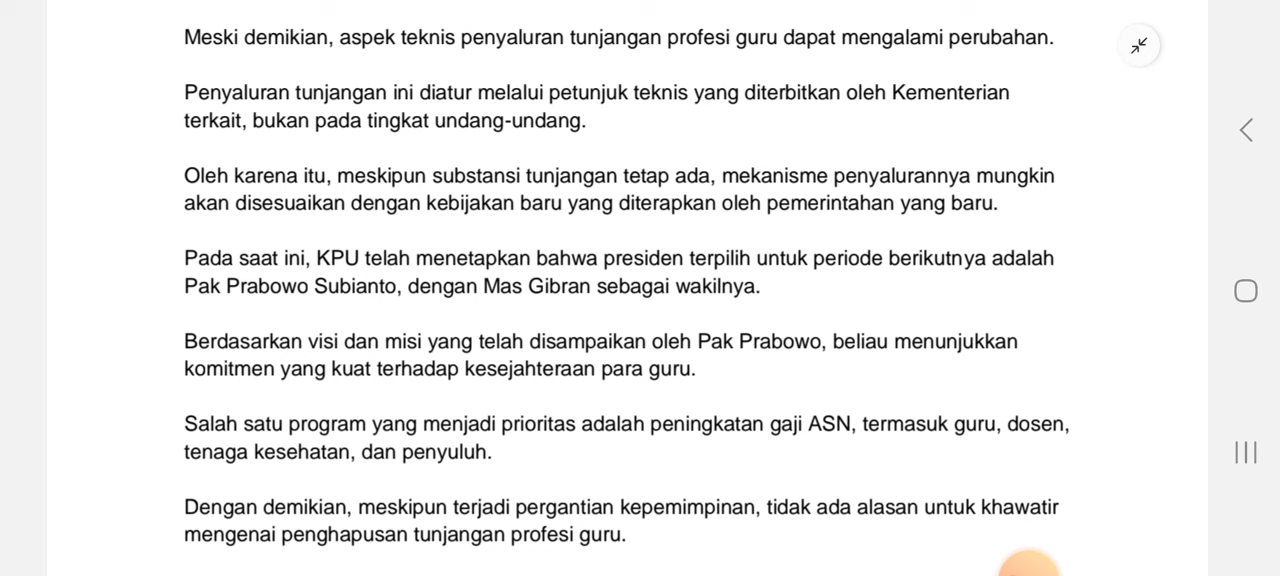 Meski demikian, aspek teknis penyaluran tunjangan profesi guru dapat mengalami perubahan.
Penyaluran tunjangan ini diatur melalui petunjuk teknis yang diterbitkan oleh Kementerian
terkait, bukan pada tingkat undang-undang.
Oleh karena itu, meskipun substansi tunjangan tetap ada, mekanisme penyalurannya mungkin
akan disesuaikan dengan kebijakan baru yang diterapkan oleh pemerintahan yang baru.
Pada saat ini, KPU telah menetapkan bahwa presiden terpilih untuk periode berikutnya adalah
Pak Prabowo Subianto, dengan Mas Gibran sebagai wakilnya.
Berdasarkan visi dan misi yang telah disampaikan oleh Pak Prabowo, beliau menunjukkan
komitmen yang kuat terhadap kesejahteraan para guru.
Salah satu program yang menjadi prioritas adalah peningkatan gaji ASN, termasuk guru, dosen,
tenaga kesehatan, dan penyuluh.
Dengan demikian, meskipun terjadi pergantian kepemimpinan, tidak ada alasan untuk khawatir
mengenai penghapusan tunjangan profesi guru.